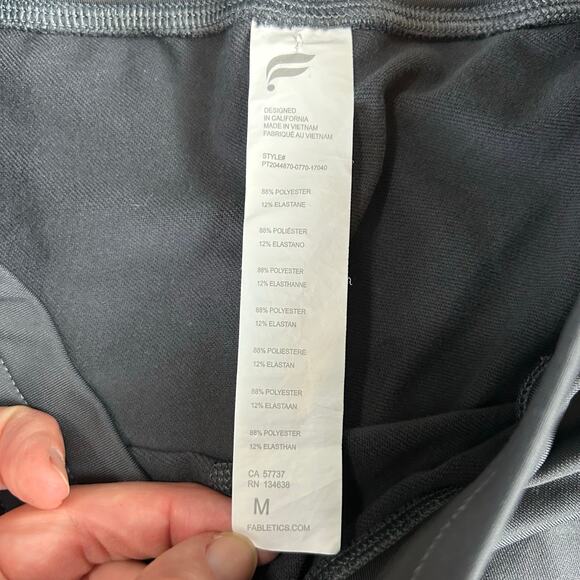 DESIGNED
IN CALIFORNIA
MADE IN VIETNAM
FABRIQUÉ AU VIETNAM
STYLE#
PT2044870-0770-17040
88% POLYESTER
12% ELASTANE
88% POLIÉSTER
12% ELASTANO
88% POLYESTER
12% ELASTHANNE
88% POLYESTER
12% ELASTAN
88% POLIESTERE
12% ELASTAN
88% POLYESTER
12% ELASTAAN
88% POLYESTER
12% ELASTHAN
CA 57737
RN 134638
M
FABLETICS.COM